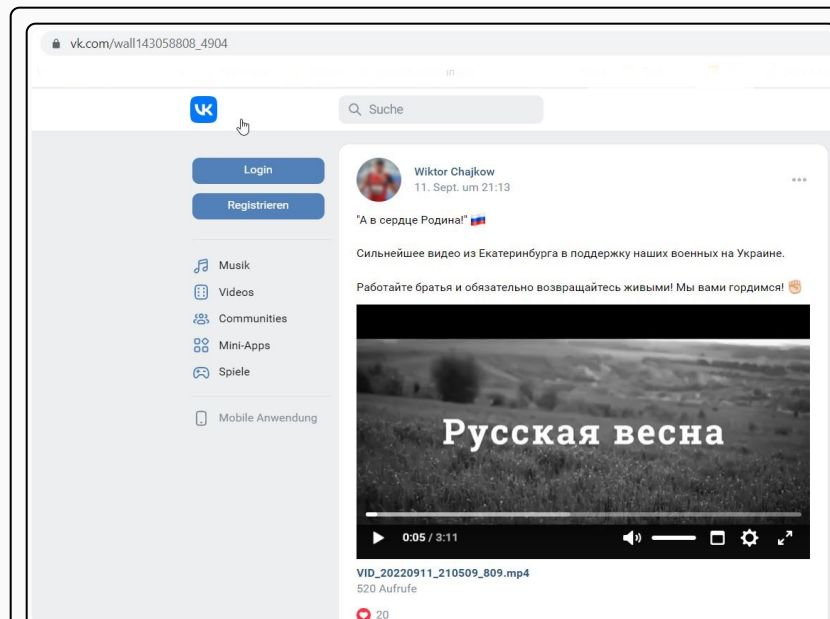 vk.com/wall143058808_4904
in
Suche
Login
Registrieren
Musik
Videos
Communities
Mini-Apps
Spiele
Mobile Anwendung
Wiktor Chajkow
11. Sept. um 21:13
"А в сердце Родина!"
Сильнейшее видео из Екатеринбурга в поддержку наших военных на Украине.
Работайте братья и обязательно возвращайтесь живыми! Мы вами гордимся!
Русская весна
0:05 / 3:11
VID_20220911_210509_809.mp4
520 Aufrufe
20